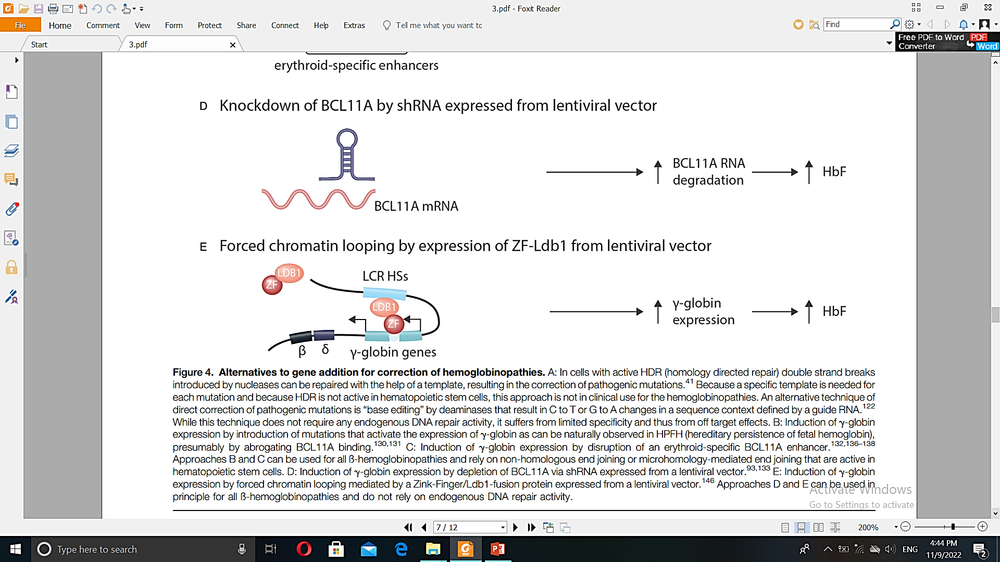 3.pdf - Foxit Reader
File Home Comment View Form Protect Share Connect Help Extras Tell me what you want to
Find
Start
3.pdf
Free PDF to Word
Converter
PDF
Word
erythroid-specific enhancers
D Knockdown of BCL11A by shRNA expressed from lentiviral vector
BCL11A mRNA
BCL11A RNA
degradation
HbF
E Forced chromatin looping by expression of ZF-Ldb1 from lentiviral vector
LDB1
ZF
LCR HSs
LDB1
ZF
β
δ
γ-globin genes
γ-globin
expression
HbF
Figure 4. Alternatives to gene addition for correction of hemoglobinopathies. A: In cells with active HDR (homology directed repair) double strand breaks
introduced by nucleases can be repaired with the help of a template, resulting in the correction of pathogenic mutations.41 Because a specific template is needed for
each mutation and because HDR is not active in hematopoietic stem cells, this approach is not in clinical use for the hemoglobinopathies. An alternative technique of
direct correction of pathogenic mutations is “base editing” by deaminases that result in C to T or G to A changes in a sequence context defined by a guide RNA.122
While this technique does not require any endogenous DNA repair activity, it suffers from limited specificity and thus from off target effects. B: Induction of γ-globin
expression by introduction of mutations that activate the expression of γ-globin as can be naturally observed in HPFH (hereditary persistence of fetal hemoglobin),
presumably by abrogating BCL11A binding.130,131 C: Induction of γ-globin expression by disruption of an erythroid-specific BCL11A enhancer.132,136–138
Approaches B and C can be used for all ß-hemoglobinopathies and rely on non-homologous end joining or microhomology-mediated end joining that are active in
hematopoietic stem cells. D: Induction of γ-globin expression by depletion of BCL11A via shRNA expressed from a lentiviral vector.93,133 E: Induction of γ-globin
expression by forced chromatin looping mediated by a Zink-Finger/Ldb1-fusion protein expressed from a lentiviral vector.146 Approaches D and E can be used in
principle for all ß-hemoglobinopathies and do not rely on endogenous DNA repair activity.
Activate Windows
Go to Settings to activate
7 / 12
200%
Type here to search
ENG
4:44 PM
11/9/2022
2